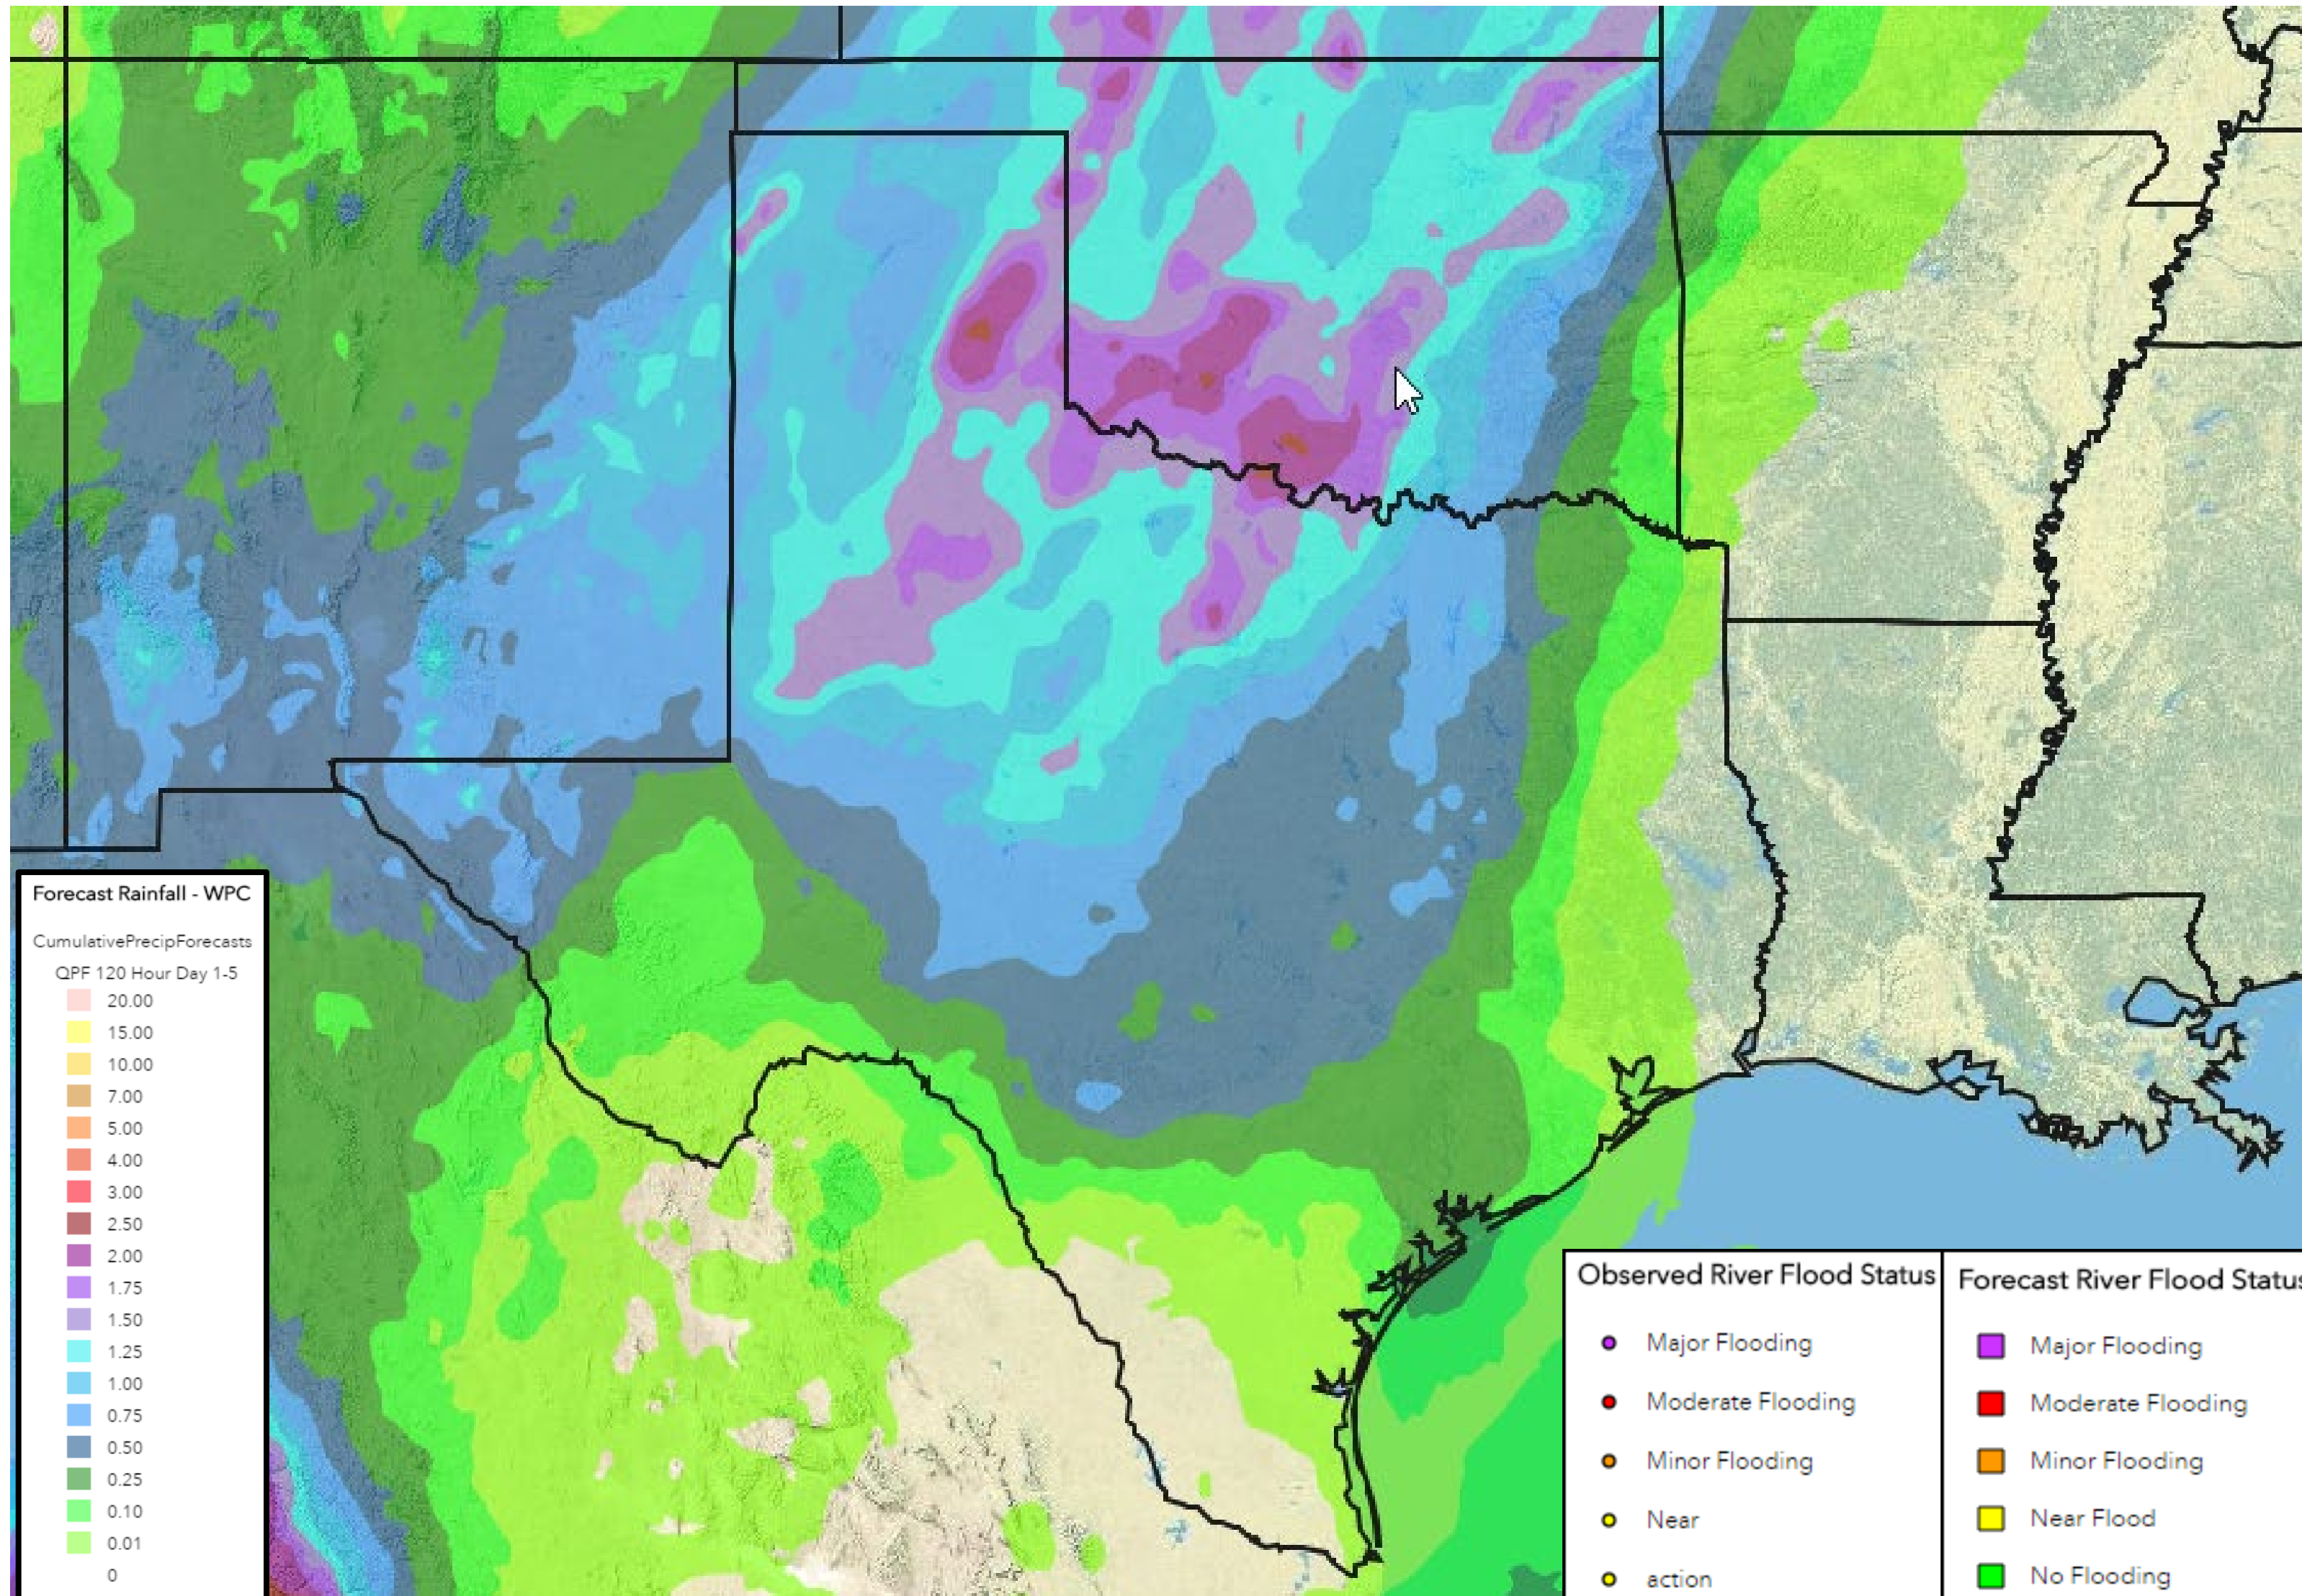 Forecast Rainfall - WPC
CumulativePrecipForecasts
QPF 120 Hour Day 1-5
20.00
15.00
10.00
7.00
5.00
4.00
3.00
2.50
2.00
1.75
1.50
1.25
1.00
0.75
0.50
0.25
0.10
0.01
0
Observed River Flood Status
Major Flooding
Moderate Flooding
Minor Flooding
Near
action
Forecast River Flood Status
Major Flooding
Moderate Flooding
Minor Flooding
Near Flood
No Flooding